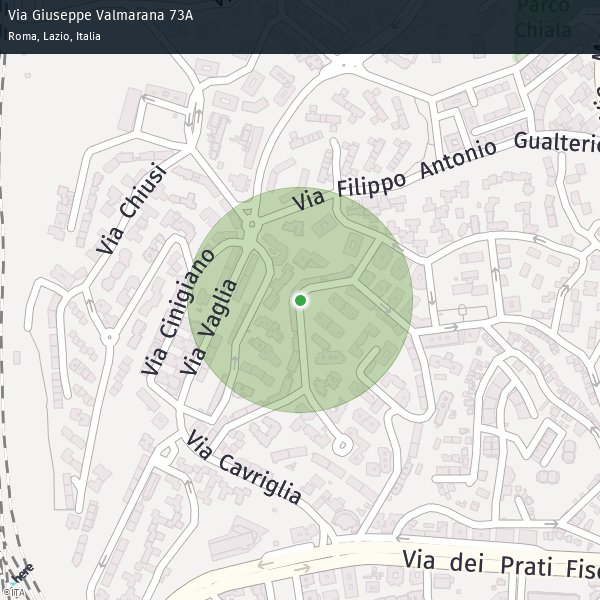 Via Giuseppe Valmarana 73A
Roma, Lazio, Italia
Parco
Chiala
Via Filippo Antonio Gualterio
Via Chiusi
Via Cinigiano
Via Vaglia
Via Cavriglia
Via dei Prati Fisc
here
©ITA